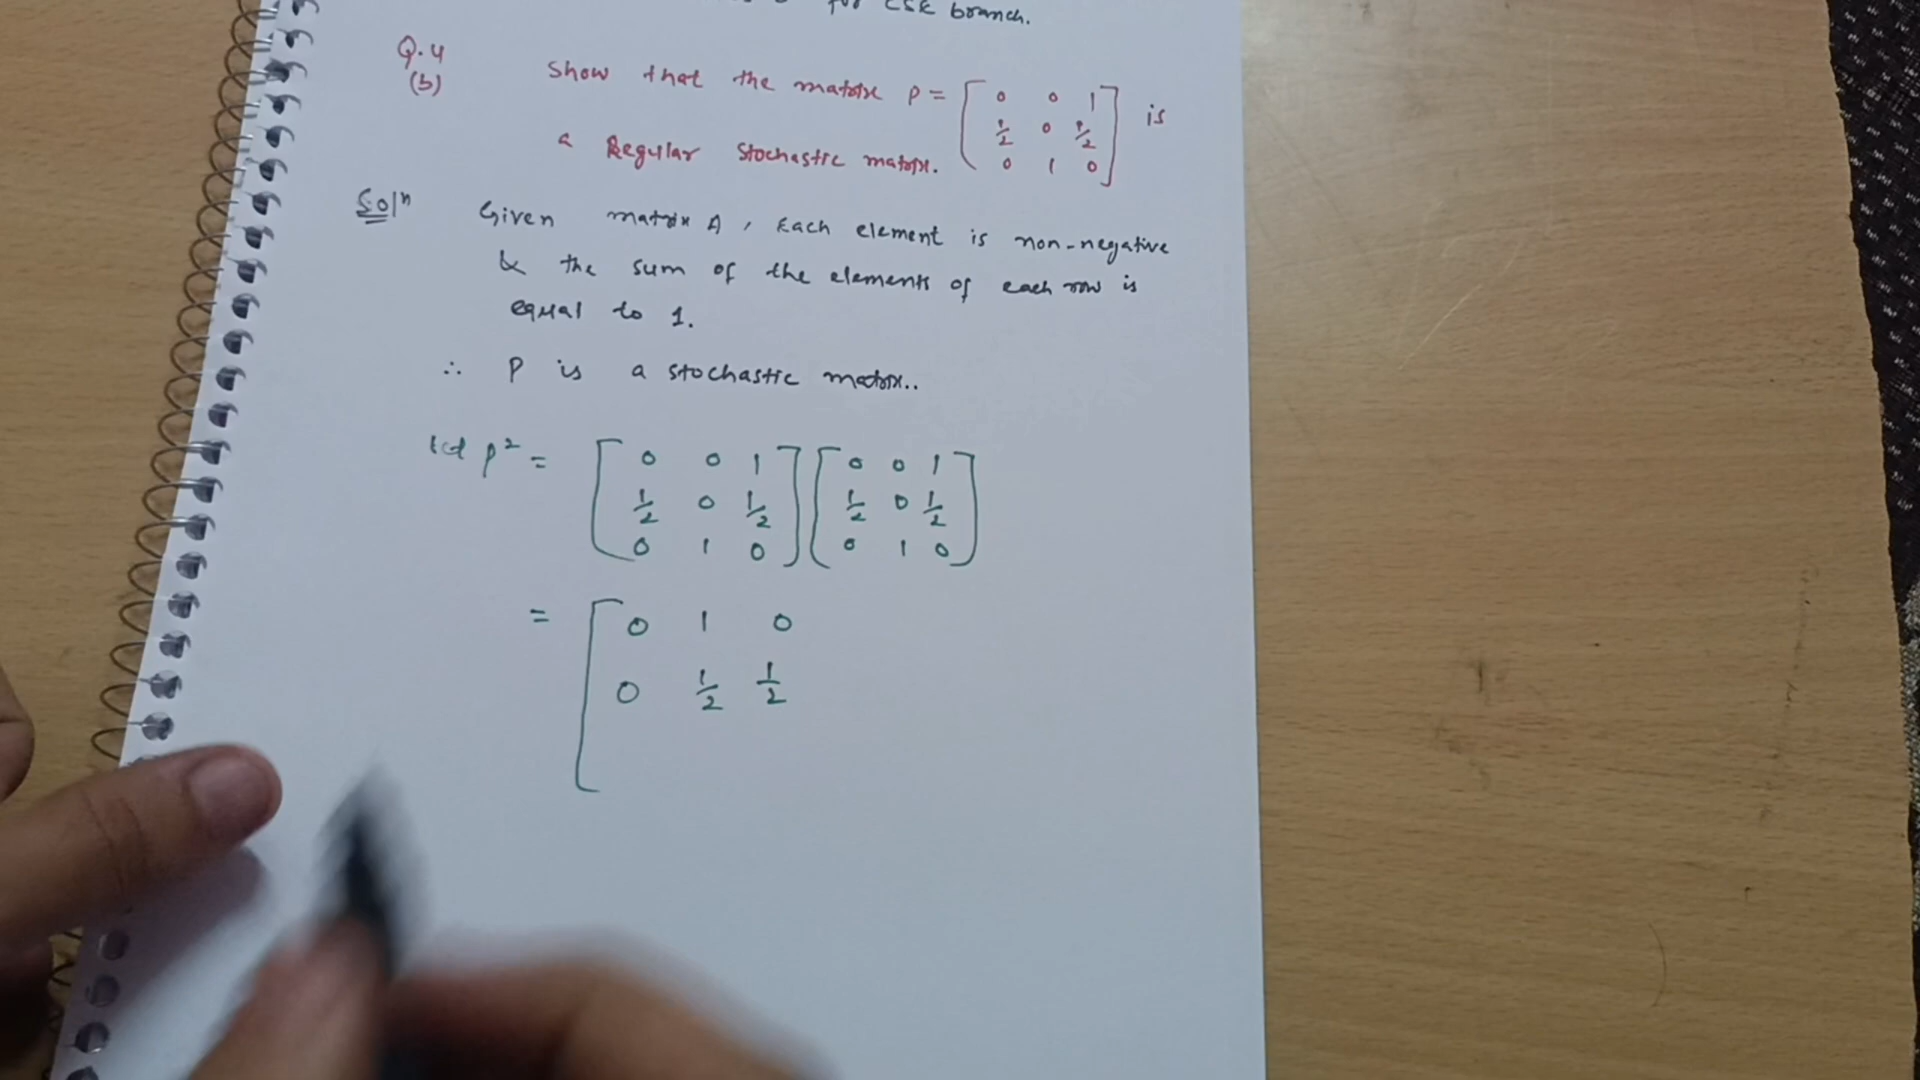 for CSE branch.
Q.4
(b)
Show that the matrix P = [ 0 0 1 is
1/2 0 1/2
0 1 0 ]
a Regular Stochastic matrix.
Solⁿ Given matrix A, Each element is non-negative
& the sum of the elements of each row is
equal to 1.
∴ P is a stochastic matrix..
let P² = [ 0 0 1 ] [ 0 0 1 ]
1/2 0 1/2 1/2 0 1/2
0 1 0 0 1 0
= [ 0 1 0
0 1/2 1/2